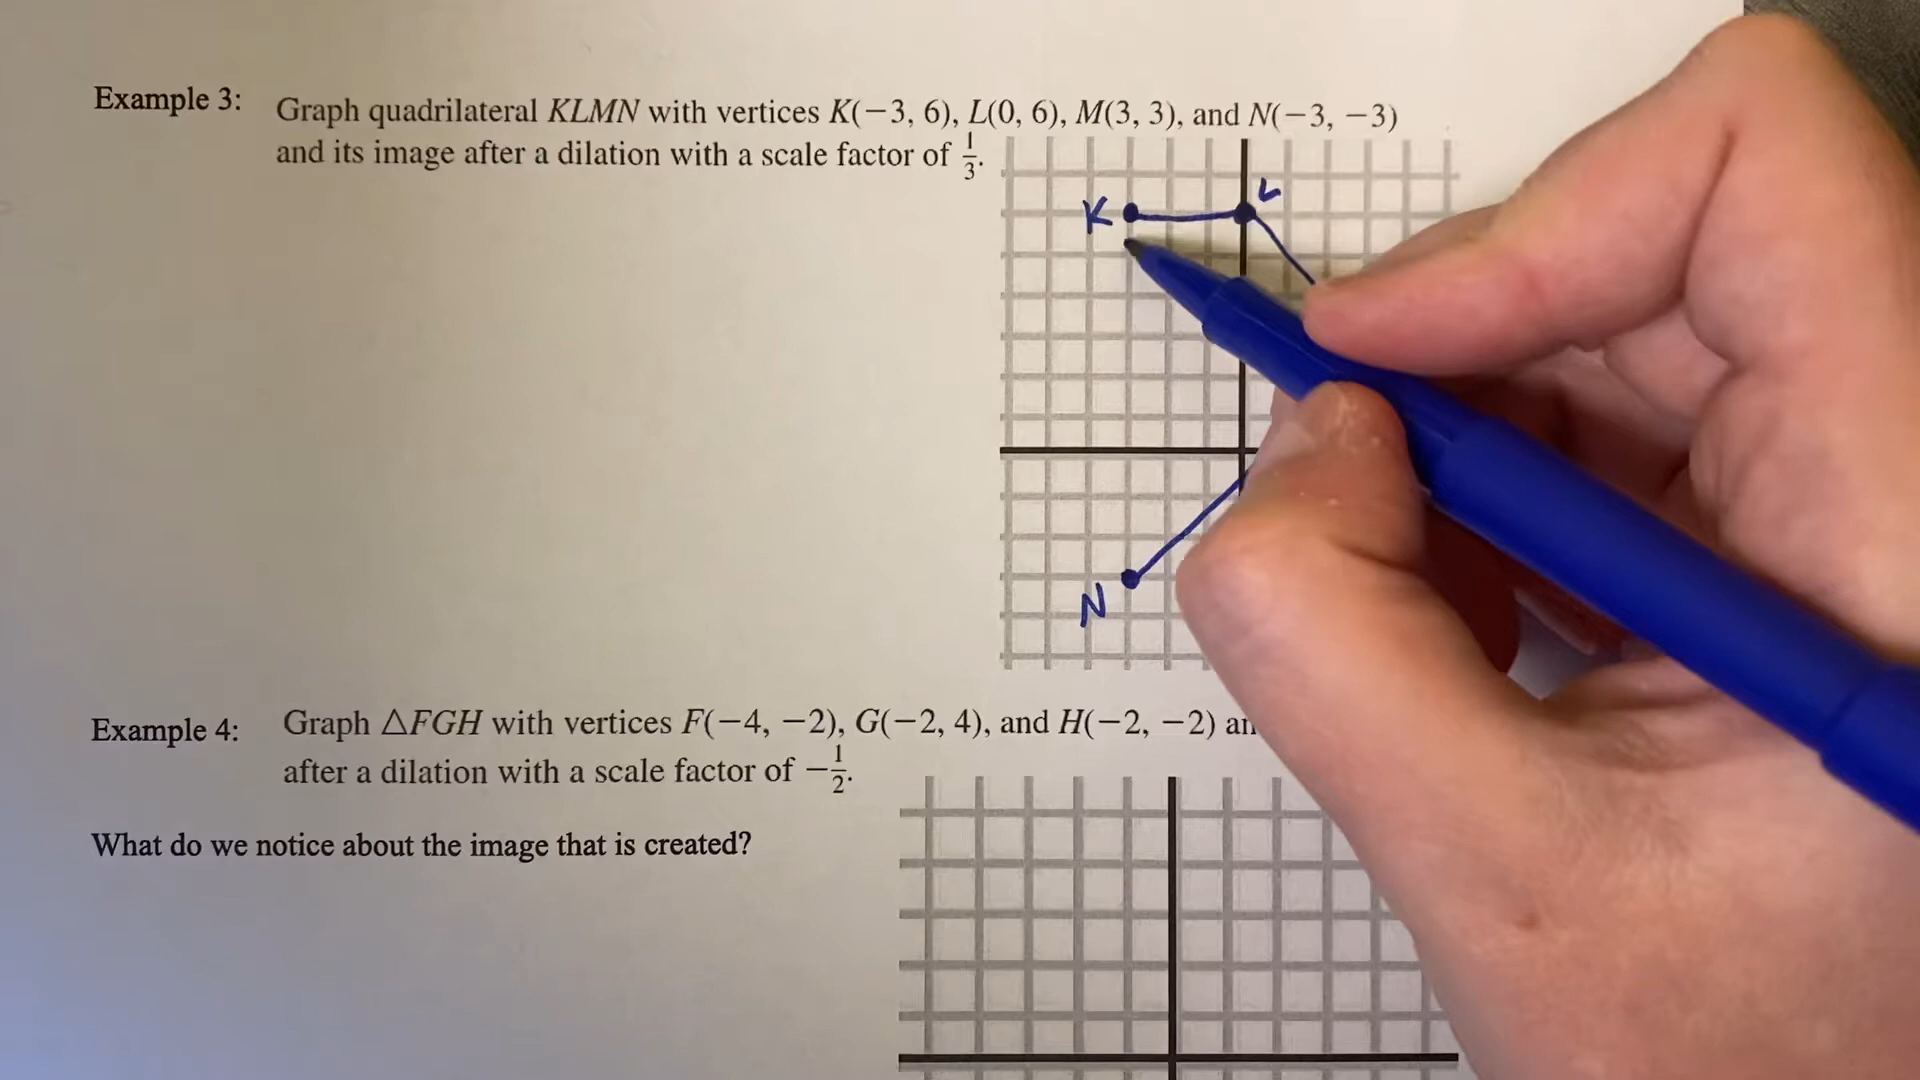 Example 3: Graph quadrilateral KLMN with vertices K(−3, 6), L(0, 6), M(3, 3), and N(−3, −3)
and its image after a dilation with a scale factor of 1/3.
L
K
N
Example 4: Graph △FGH with vertices F(−4, −2), G(−2, 4), and H(−2, −2)
after a dilation with a scale factor of −1/2.
What do we notice about the image that is created?